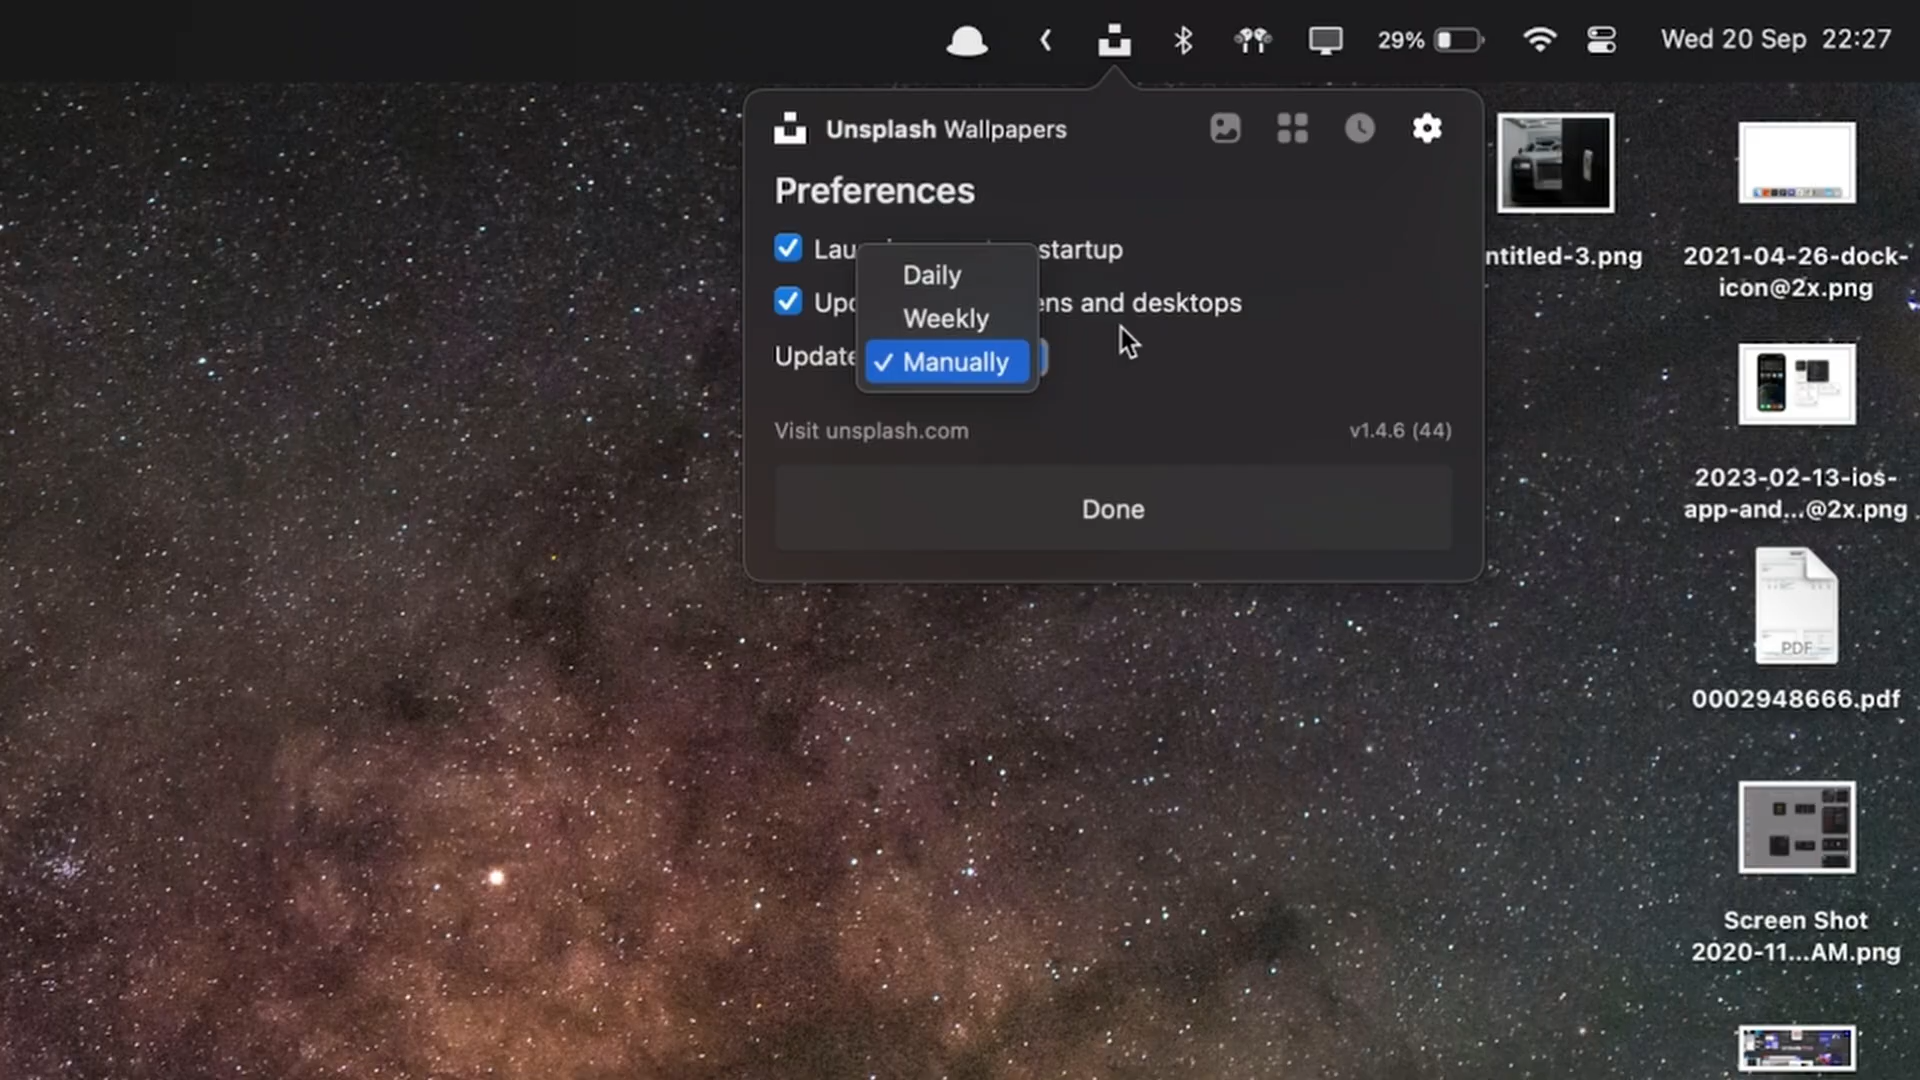 29%
Wed 20 Sep 22:27
Unsplash Wallpapers
Preferences
Lau startup
Daily
Upd ens and desktops
Weekly
Update
Manually
Visit unsplash.com
v1.4.6 (44)
Done
ntitled-3.png
2021-04-26-dock-
icon@2x.png
2023-02-13-ios-
app-and...@2x.png
PDF
0002948666.pdf
Screen Shot
2020-11...AM.png